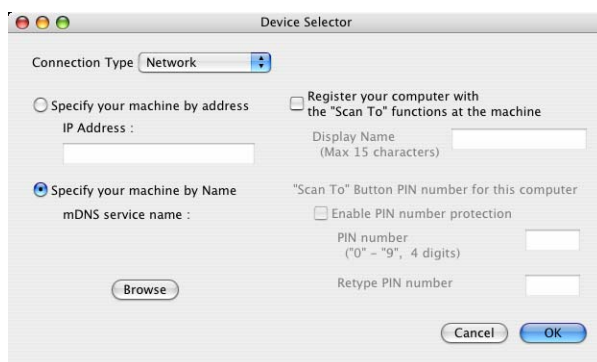 Device Selector
Connection Type Network
Specify your machine by address
IP Address :
Specify your machine by Name
mDNS service name :
Browse
Register your computer with
the "Scan To" functions at the machine
Display Name
(Max 15 characters)
"Scan To" Button PIN number for this computer
Enable PIN number protection
PIN number
("0" – "9", 4 digits)
Retype PIN number
Cancel OK